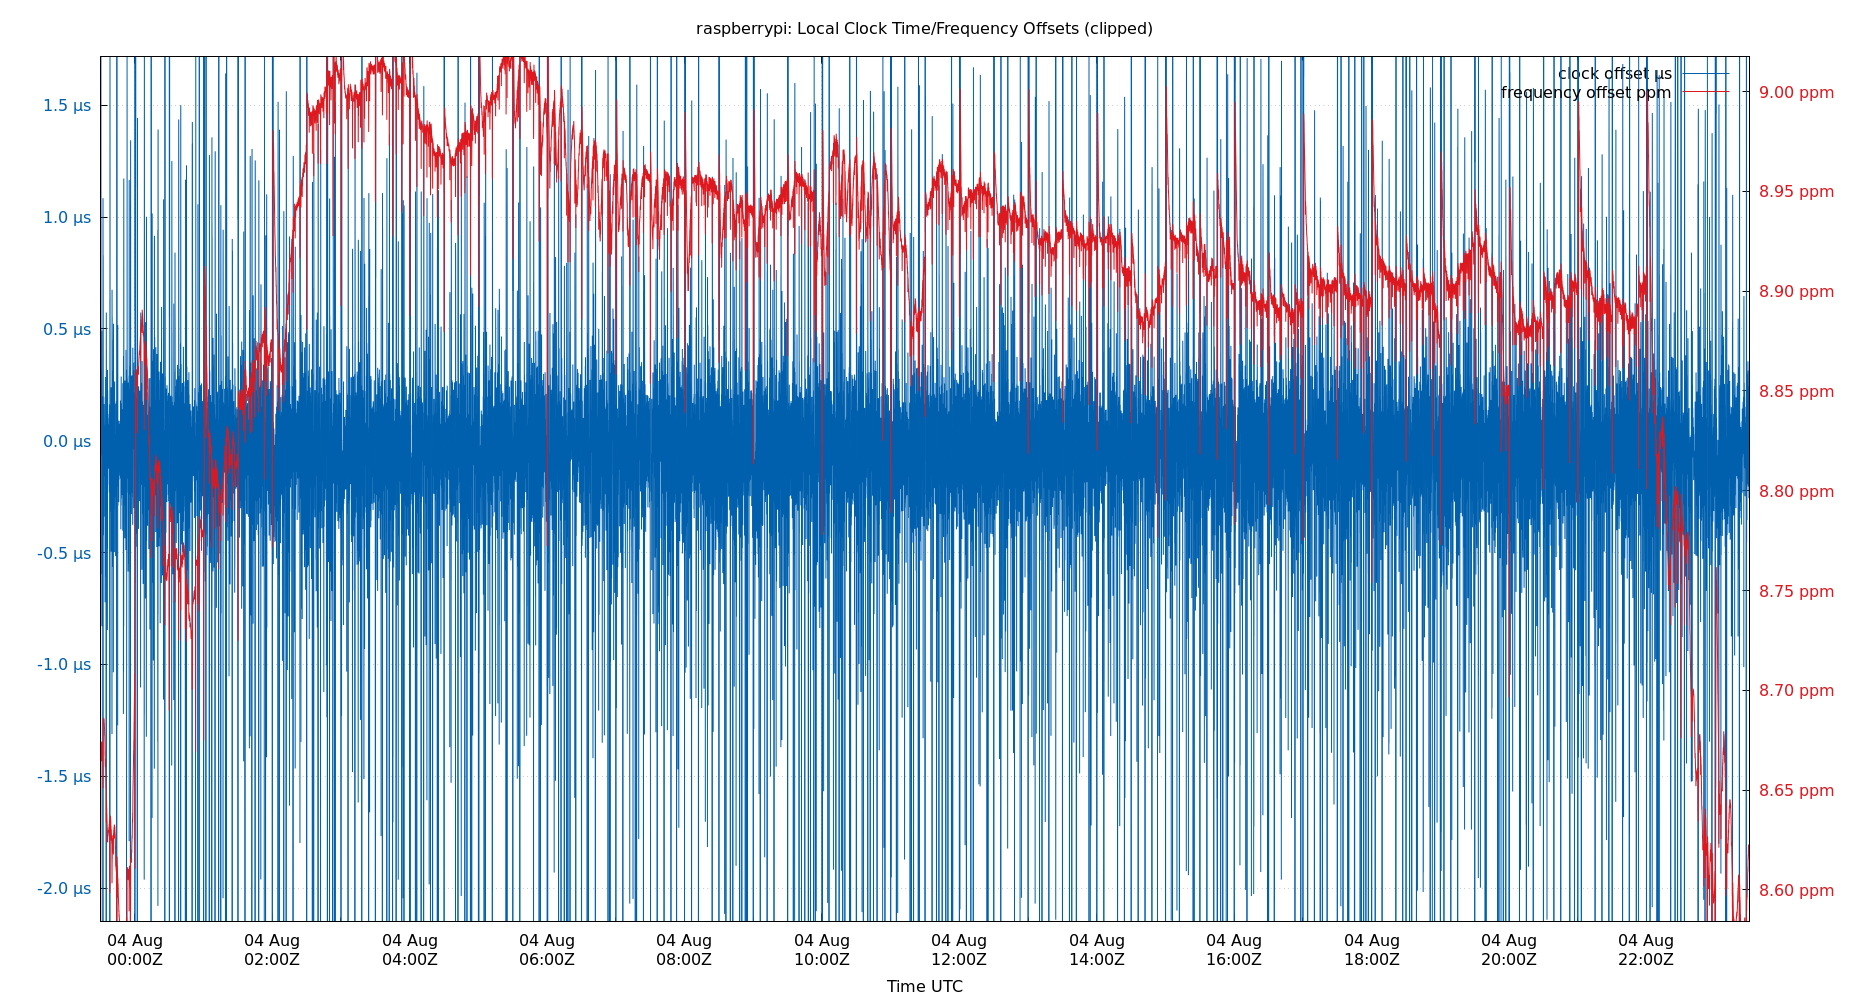 raspberrypi: Local Clock Time/Frequency Offsets (clipped)
clock offset µs
frequency offset ppm
1.5 µs
1.0 µs
0.5 µs
0.0 µs
-0.5 µs
-1.0 µs
-1.5 µs
-2.0 µs
9.00 ppm
8.95 ppm
8.90 ppm
8.85 ppm
8.80 ppm
8.75 ppm
8.70 ppm
8.65 ppm
8.60 ppm
04 Aug 04 Aug 04 Aug 04 Aug 04 Aug 04 Aug 04 Aug 04 Aug 04 Aug 04 Aug 04 Aug 04 Aug
00:00Z 02:00Z 04:00Z 06:00Z 08:00Z 10:00Z 12:00Z 14:00Z 16:00Z 18:00Z 20:00Z 22:00Z
Time UTC